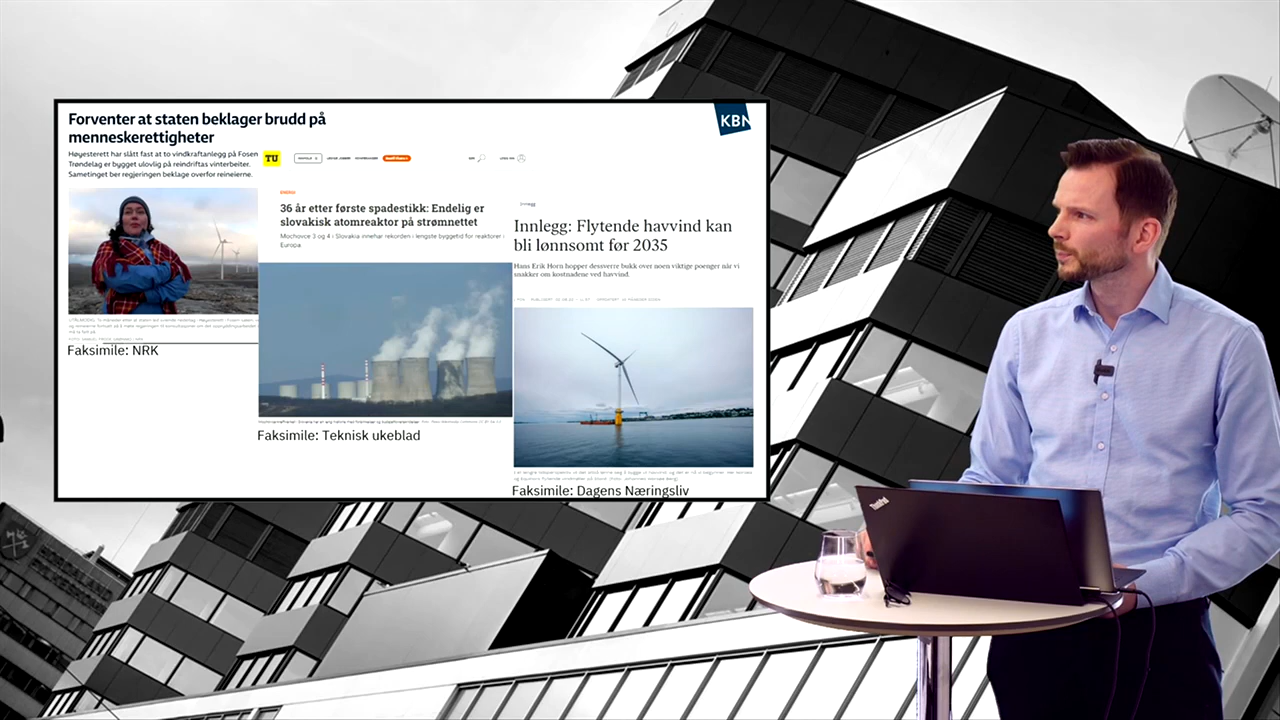 Forventer at staten beklager brudd på
menneskerettigheter
Høyesterett har slått fast at to vindkraftanlegg på Fosen
Trøndelag er bygget ulovlig på reindriftas vinterbeiter.
Sametinget ber regjeringen beklage overfor reineierne.
Faksimile: NRK
TU
ENERGI
36 år etter første spadestikk: Endelig er
slovakisk atomreaktor på strømnettet
Mochovce 3 og 4 i Slovakia innehar rekorden i lengste byggetid for reaktorer i
Europa.
Faksimile: Teknisk ukeblad
KBN
Innlegg
Innlegg: Flytende havvind kan
bli lønnsomt før 2035
Hans Erik Horn hopper dessverre bukk over noen viktige poenger når vi
snakker om kostnadene ved havvind.
Faksimile: Dagens Næringsliv
ThinkPad